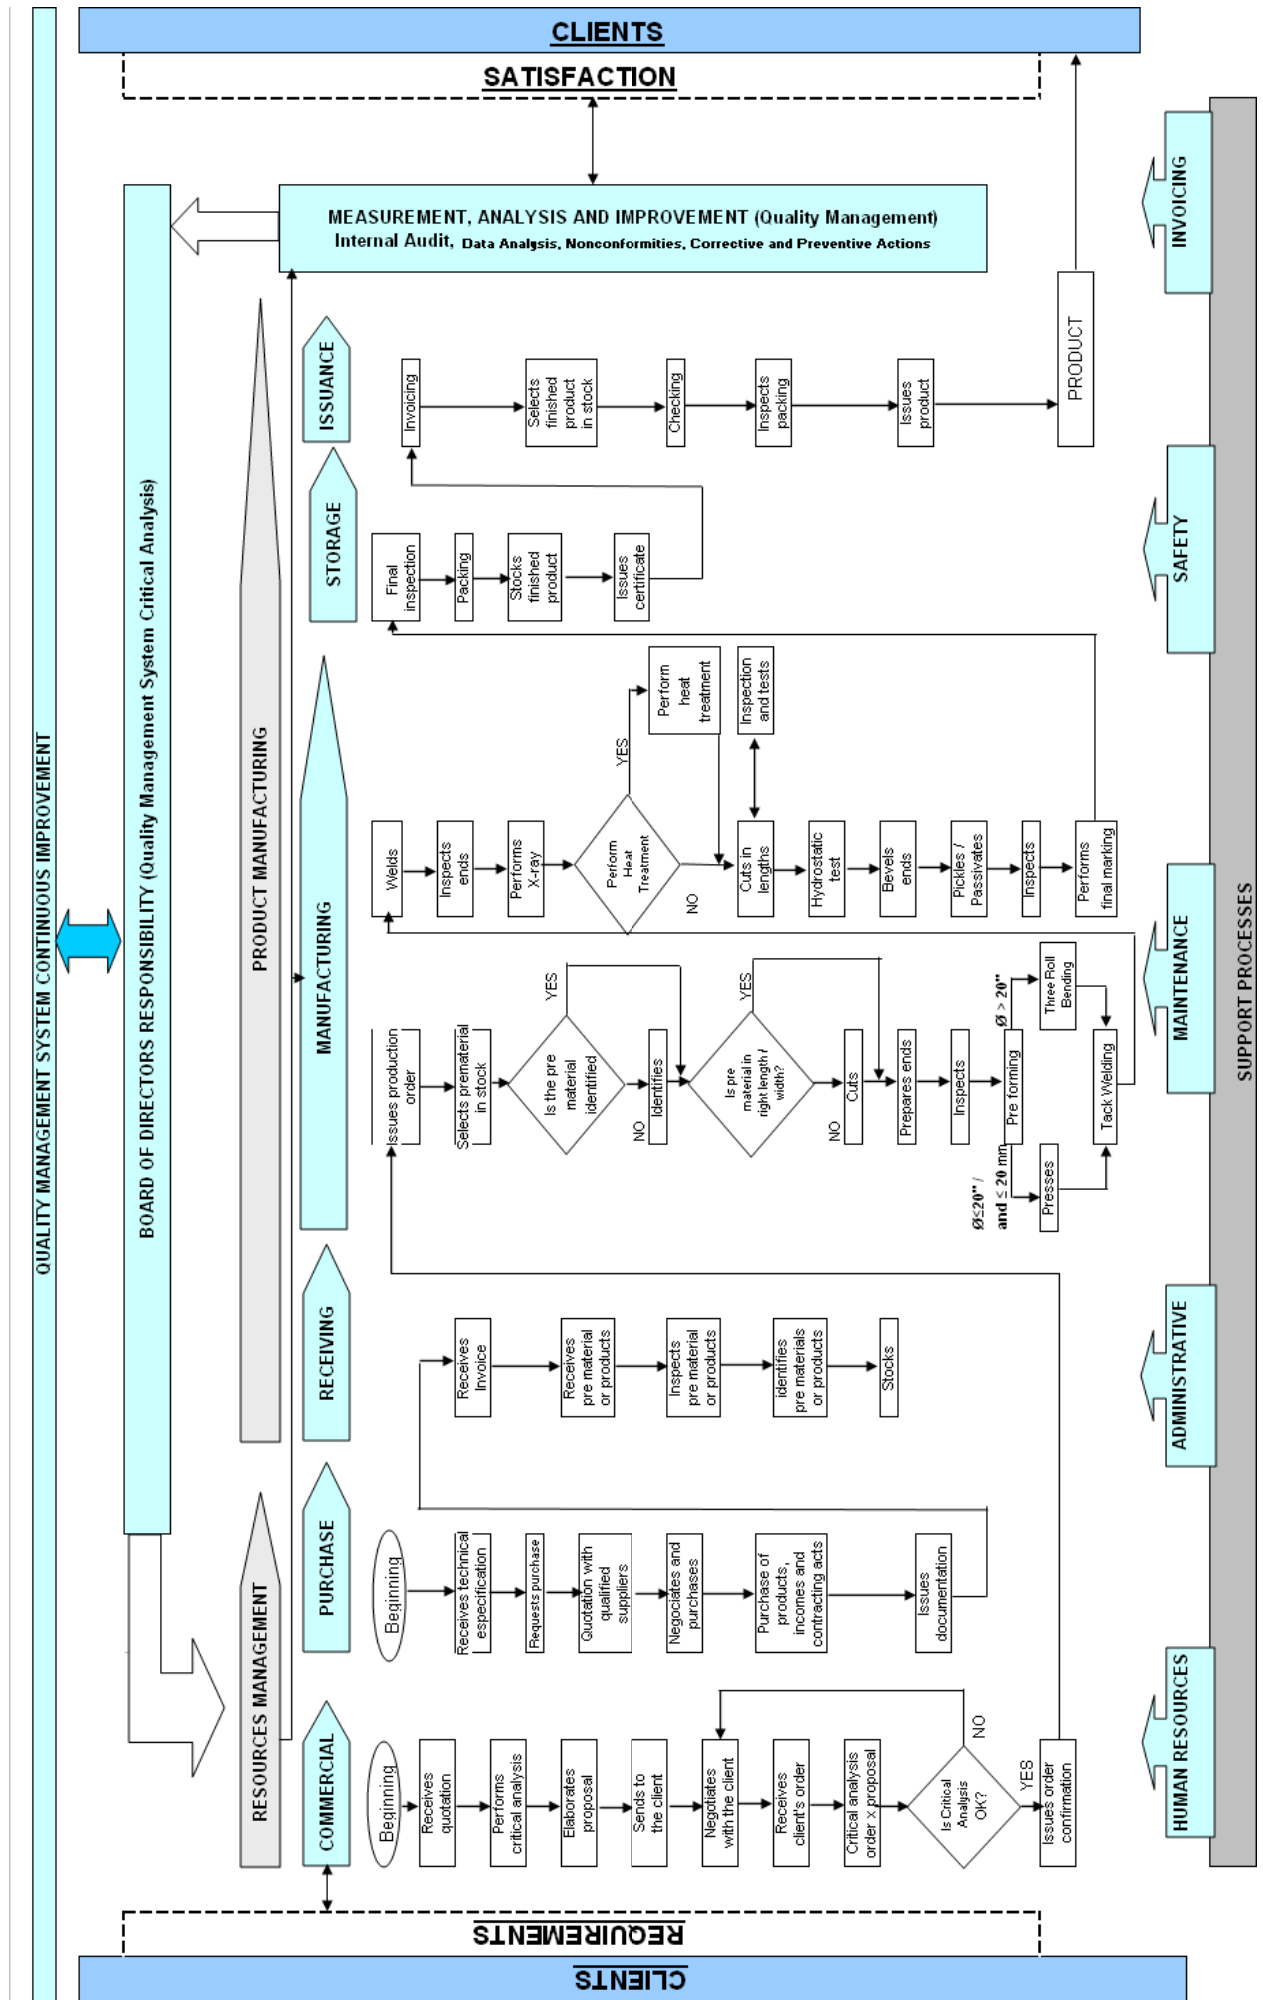 CLIENTS
SATISFACTION
QUALITY MANAGEMENT SYSTEM CONTINUOUS IMPROVEMENT
BOARD OF DIRECTORS RESPONSIBILITY (Quality Management System Critical Analysis)
MEASUREMENT, ANALYSIS AND IMPROVEMENT (Quality Management)
Internal Audit, Data Analysis, Nonconformities, Corrective and Preventive Actions
RESOURCES MANAGEMENT
PRODUCT MANUFACTURING
COMMERCIAL
Beginning
Receives
quotation
Performs
critical analysis
Elaborates
proposal
Sends to
the client
Negotiates
with the client
Receives
client's order
Critical analysis
order x proposal
Is Critical
Analysis
OK?
NO
YES
Issues order
confirmation
PURCHASE
Beginning
Receives technical
especification
Requests purchase
Quotation with
qualified
suppliers
Negociates and
purchases
Purchase of
products,
incomes and
contracting acts
Issues
documentation
RECEIVING
Receives
Invoice
Receives
pre material
or products
Inspects
pre material
or products
identifies
pre materials
or products
Stocks
MANUFACTURING
Issues production
order
Selects prematerial
in stock
Is the pre
material
identified
YES
NO
Identifies
Is pre
material in
right length /
width?
YES
NO
Cuts
Prepares ends
Inspects
Pre forming
Ø≤20" /
and ≤ 20 mm
Ø > 20"
Presses
Three Roll
Bending
Tack Welding
Welds
Inspects
ends
Performs
X-ray
Perform
Heat
Treatment
YES
NO
Perform
heat
treatment
Cuts in
lengths
Inspection
and tests
Hydrostatic
test
Bevels
ends
Pickles /
Passivates
Inspects
Performs
final marking
STORAGE
Final
inspection
Packing
Stocks
finished
product
Issues
certificate
ISSUANCE
Invoicing
Selects
finished
product
in stock
Checking
Inspects
packing
Issues
product
PRODUCT
HUMAN RESOURCES
ADMINISTRATIVE
MAINTENANCE
SAFETY
INVOICING
SUPPORT PROCESSES
REQUIREMENTS
CLIENTS